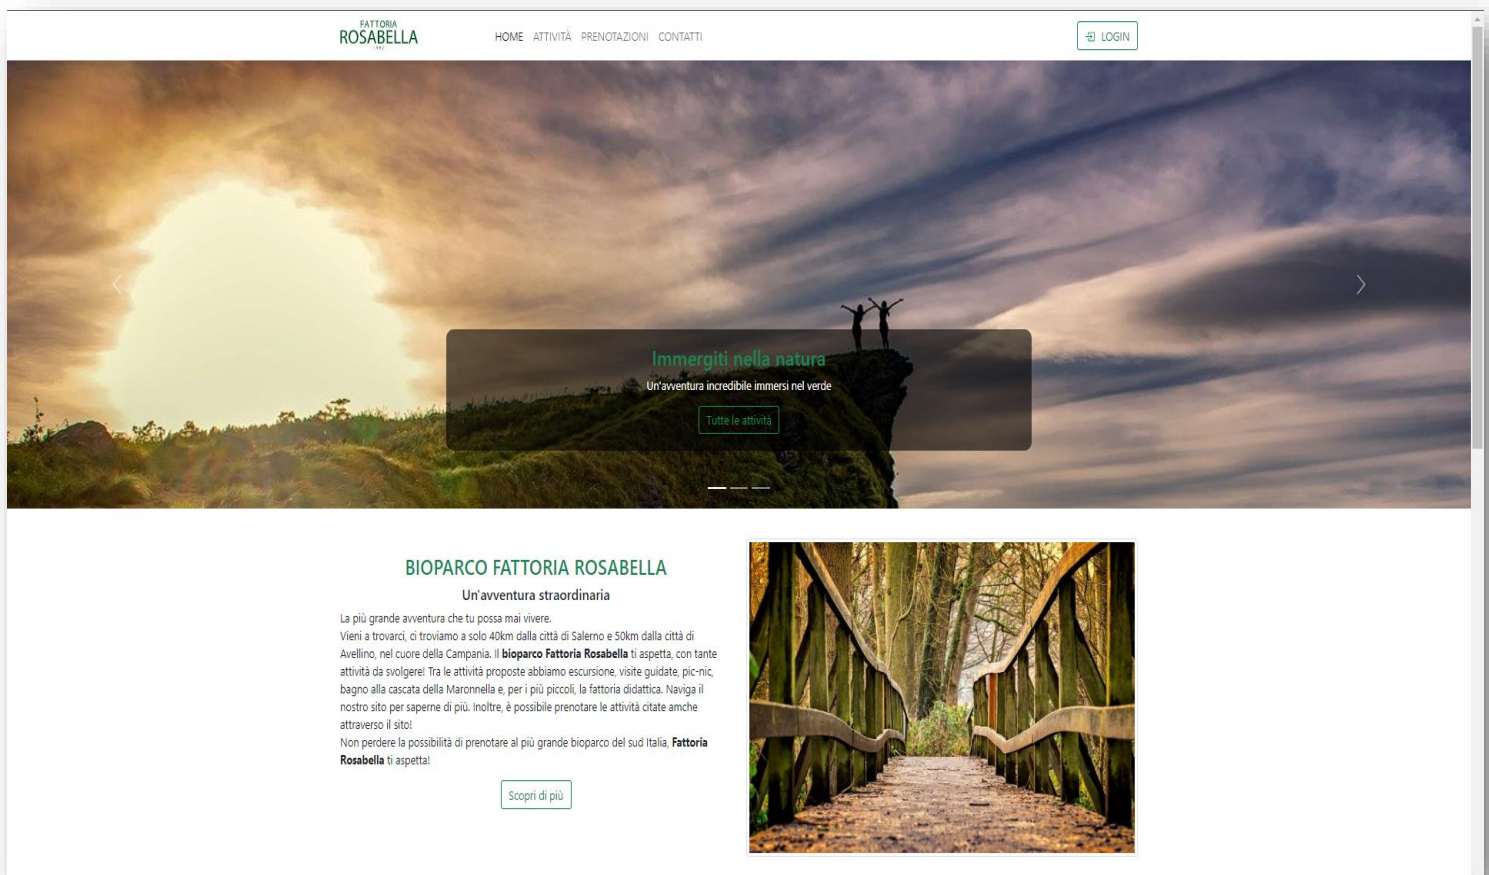 FATTORIA
ROSABELLA
HOME ATTIVITÀ PRENOTAZIONI CONTATTI
LOGIN
Immergiti nella natura
Un'avventura incredibile immersi nel verde
Tutte le attività
BIOPARCO FATTORIA ROSABELLA
Un'avventura straordinaria
La più grande avventura che tu possa mai vivere.
Vieni a trovarci, ci troviamo a solo 40km dalla città di Salerno e 50km dalla città di
Avellino, nel cuore della Campania. Il bioparco Fattoria Rosabella ti aspetta, con tante
attività da svolgere! Tra le attività proposte abbiamo escursione, visite guidate, pic-nic,
bagno alla cascata della Maronnella e, per i più piccoli, la fattoria didattica. Naviga il
nostro sito per saperne di più. Inoltre, è possibile prenotare le attività citate amche
attraverso il sito!
Non perdere la possibilità di prenotare al più grande bioparco del sud Italia, Fattoria
Rosabella ti aspetta!
Scopri di più